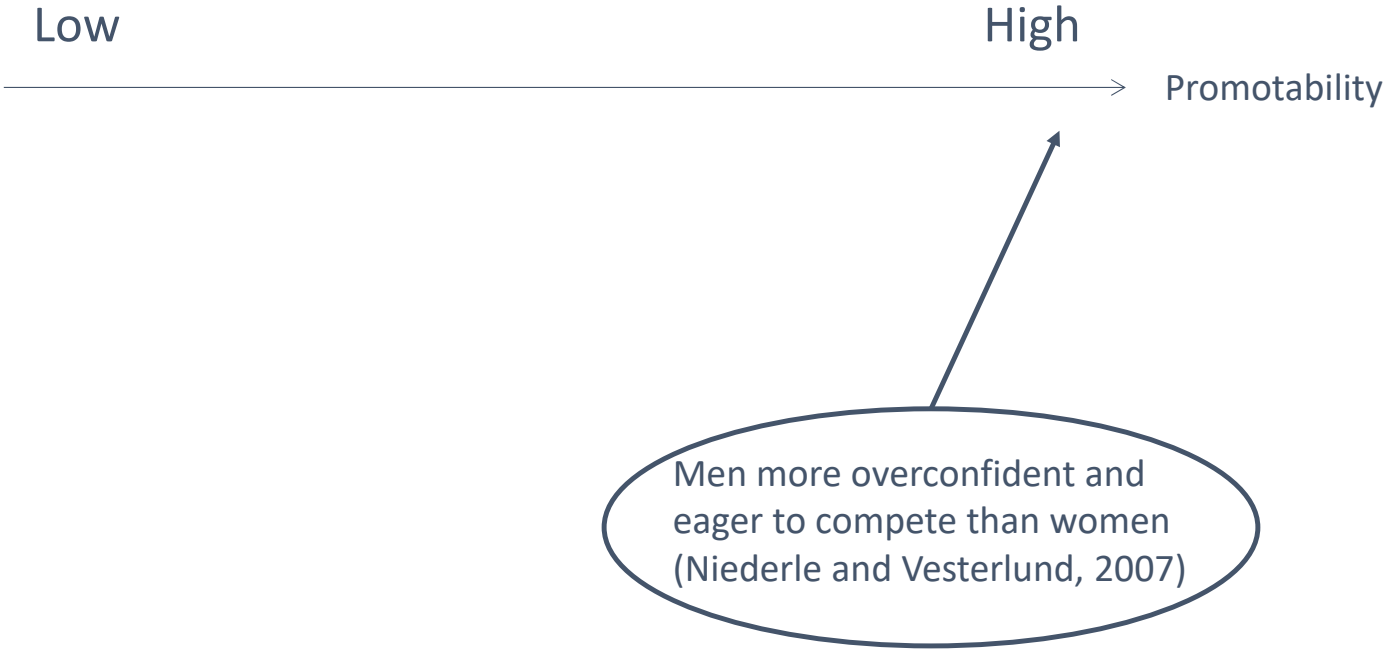 Low
High
Promotability
Men more overconfident and
eager to compete than women
(Niederle and Vesterlund, 2007)